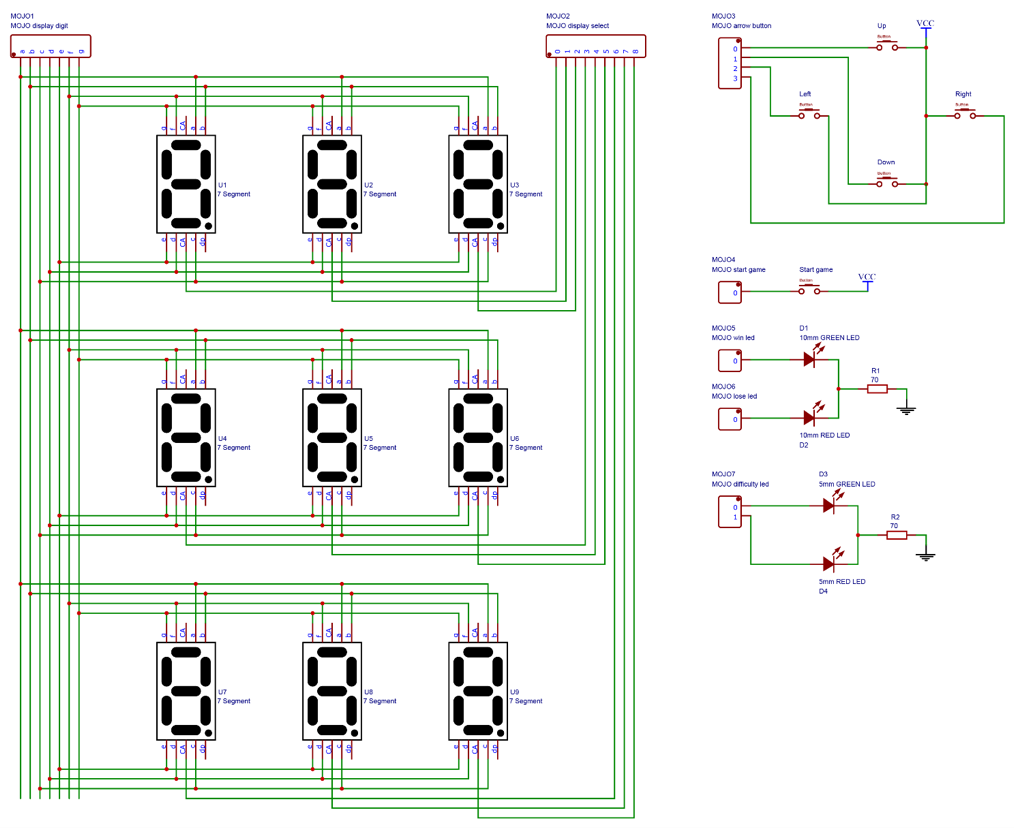 MOJO1
MOJO display digit
a b c d e f g
MOJO2
MOJO display select
0 1 2 3 4 5 6 7 8
g f CA a b
g f CA a b
g f CA a b
U1
7 Segment
U2
7 Segment
U3
7 Segment
e d CA c dp
e d CA c dp
e d CA c dp
g f CA a b
g f CA a b
g f CA a b
U4
7 Segment
U5
7 Segment
U6
7 Segment
e d CA c dp
e d CA c dp
e d CA c dp
g f CA a b
g f CA a b
g f CA a b
U7
7 Segment
U8
7 Segment
U9
7 Segment
e d CA c dp
e d CA c dp
e d CA c dp
MOJO3
MOJO arrow button
0
1
2
3
Up
Button
VCC
Left
Button
Right
Button
Down
Button
MOJO4
MOJO start game
0
Start game
Button
VCC
MOJO5
MOJO win led
0
D1
10mm GREEN LED
R1
70
MOJO6
MOJO lose led
0
10mm RED LED
D2
MOJO7
MOJO difficulty led
0
1
D3
5mm GREEN LED
R2
70
5mm RED LED
D4